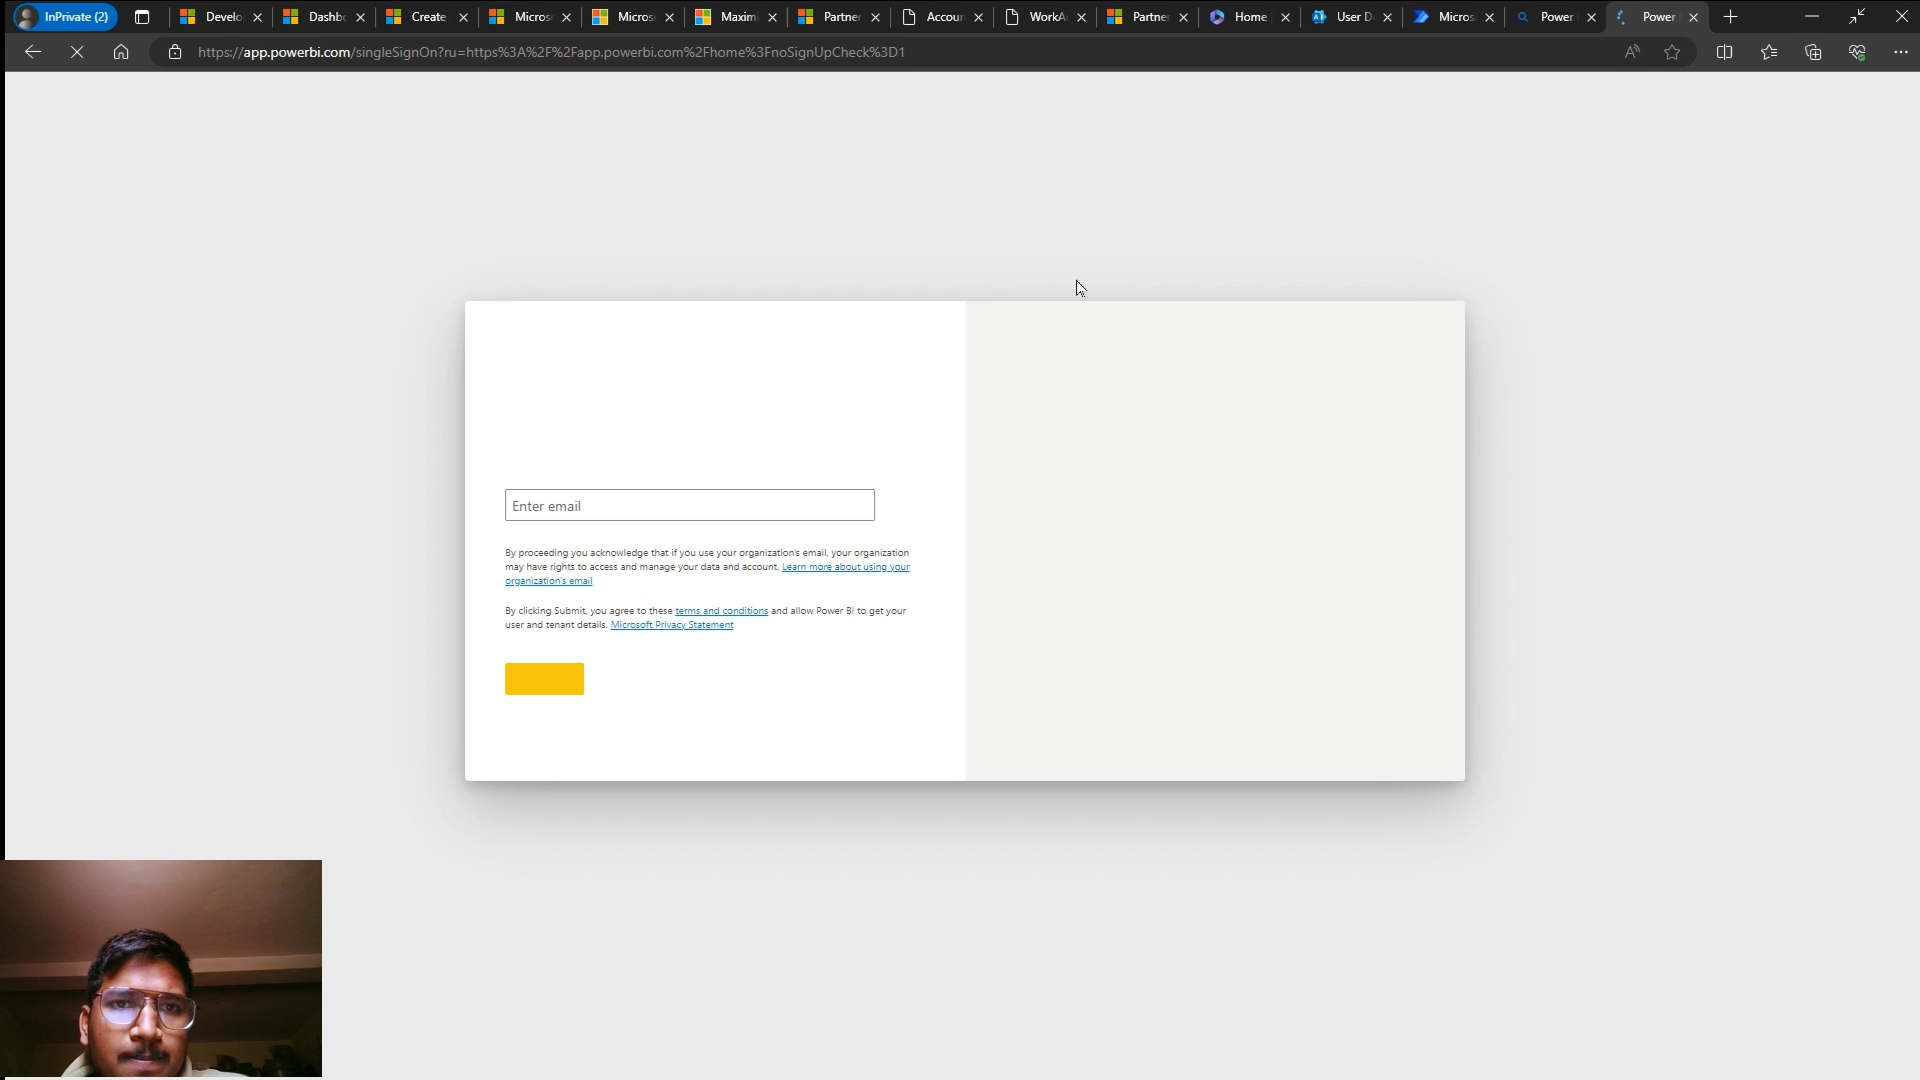 InPrivate (2)
Develo
Dashbo
Create
Micros
Micros
Maxim
Partner
Accour
WorkA
Partner
Home
User D
Micros
Power
Power
https://app.powerbi.com/singleSignOn?ru=https%3A%2F%2Fapp.powerbi.com%2Fhome%3FnoSignUpCheck%3D1
Enter email
By proceeding you acknowledge that if you use your organization's email, your organization
may have rights to access and manage your data and account. Learn more about using your
organization's email
By clicking Submit, you agree to these terms and conditions and allow Power BI to get your
user and tenant details. Microsoft Privacy Statement